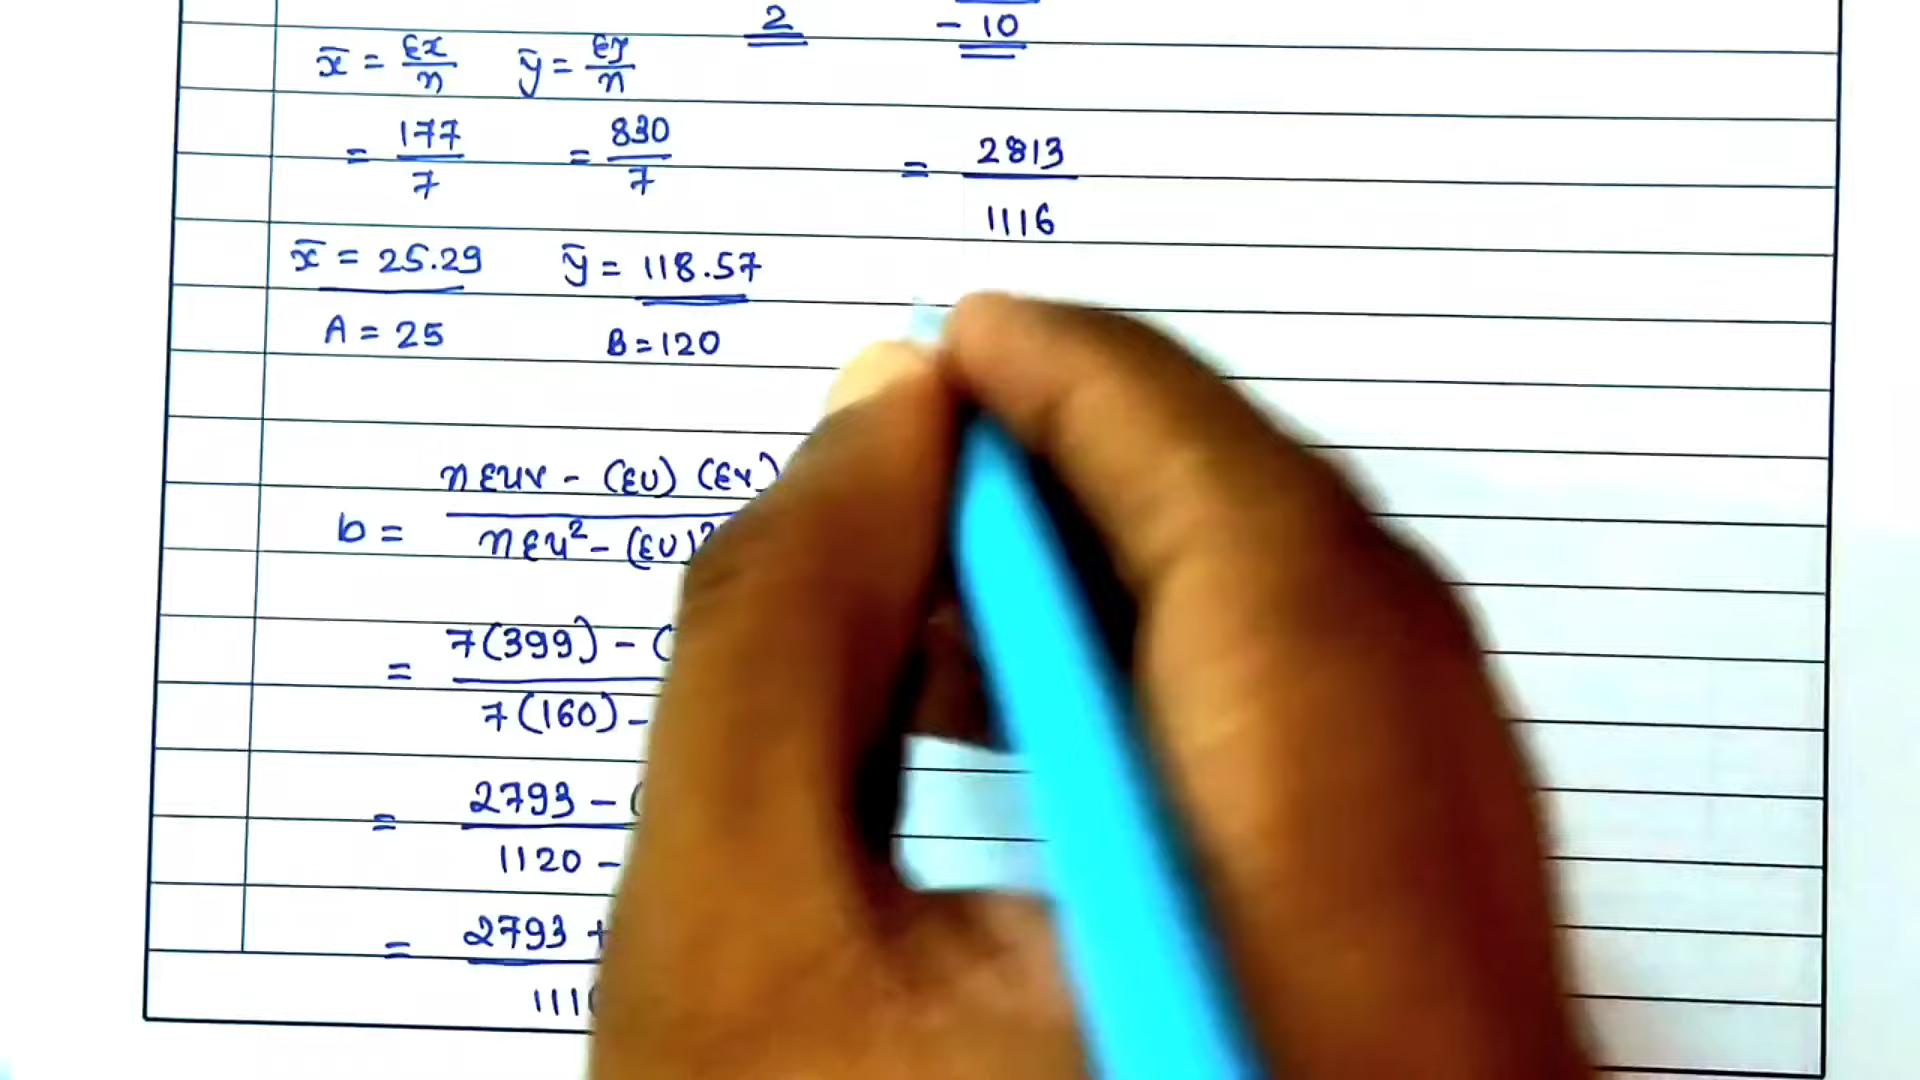 2 - 10
x̄ = Σx/n ȳ = Σy/n
= 177/7 = 830/7
x̄ = 25.29 ȳ = 118.57
A = 25 B = 120
b = nΣuv - (Σu) (Σv) / nΣu² - (Σu)²
= 7(399) - ( / 7(160) -
= 2793 - ( / 1120 -
= 2793 + / 111
= 2813/1116